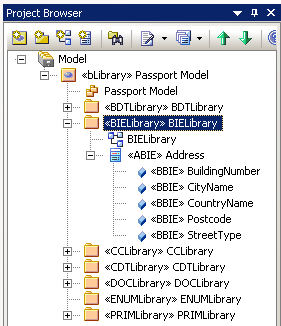 Project Browser
Model
«bLibrary» Passport Model
Passport Model
«BDTLibrary» BDTLibrary
«BIELibrary» BIELibrary
BIELibrary
«ABIE» Address
«BBIE» BuildingNumber
«BBIE» CityName
«BBIE» CountryName
«BBIE» Postcode
«BBIE» StreetType
«CCLibrary» CCLibrary
«CDTLibrary» CDTLibrary
«DOCLibrary» DOCLibrary
«ENUMLibrary» ENUMLibrary
«PRIMLibrary» PRIMLibrary